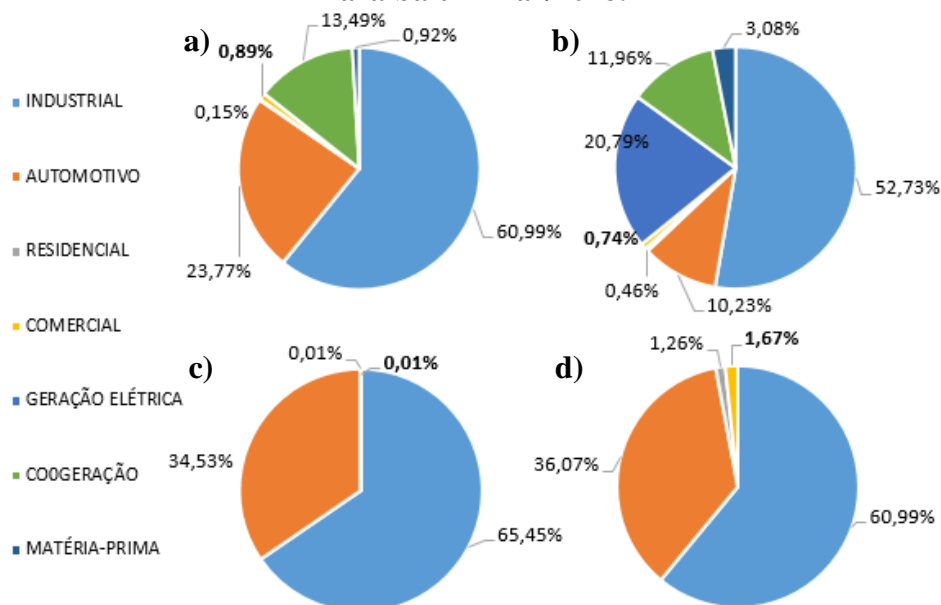 a)
13,49%
0,92%
0,89%
0,15%
23,77%
60,99%
b)
3,08%
11,96%
20,79%
52,73%
0,74%
0,46%
10,23%
INDUSTRIAL
AUTOMOTIVO
RESIDENCIAL
COMERCIAL
GERAÇÃO ELÉTRICA
CO0GERAÇÃO
MATÉRIA-PRIMA
c)
0,01%
0,01%
34,53%
65,45%
d)
1,26%
1,67%
36,07%
60,99%